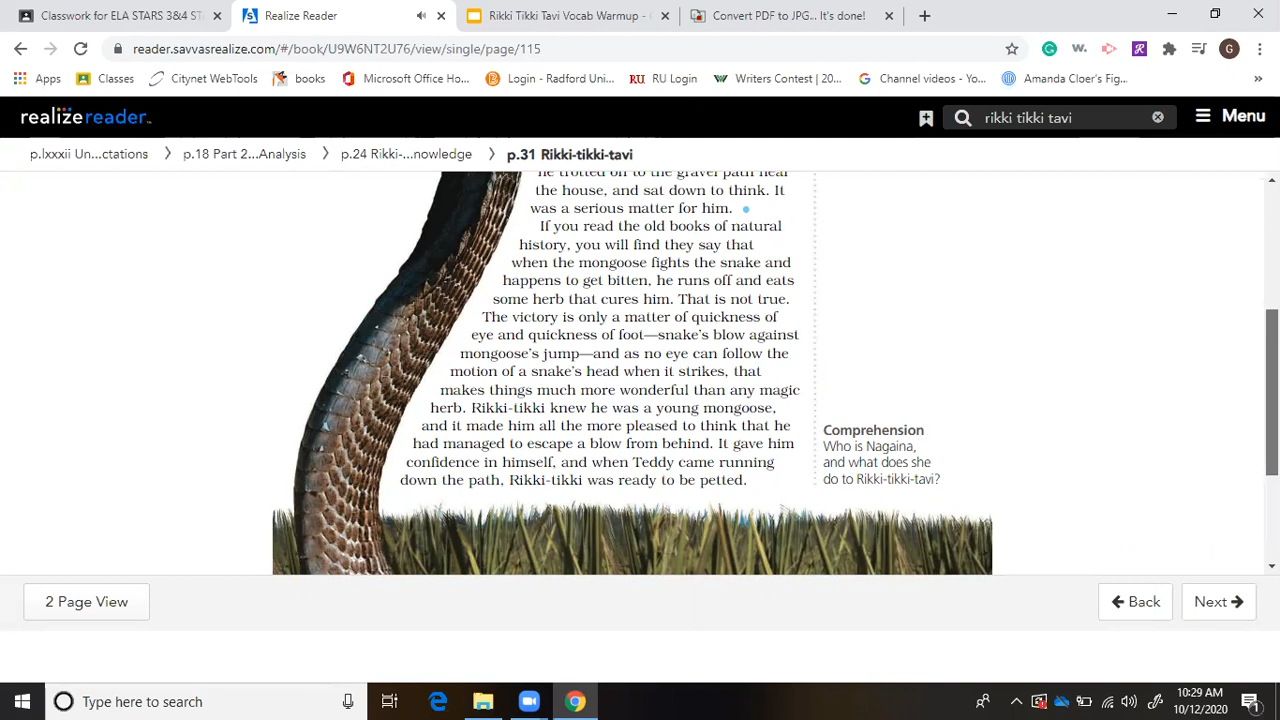 Classwork for ELA STARS 3&4 ST
Realize Reader
Rikki Tikki Tavi Vocab Warmup -
Convert PDF to JPG... It's done!
reader.savvasrealize.com/#/book/U9W6NT2U76/view/single/page/115
Apps
Classes
Citynet WebTools
books
Microsoft Office Ho...
Login - Radford Uni...
RU Login
Writers Contest | 20...
Channel videos - Yo...
Amanda Cloer's Fig...
realizereader
rikki tikki tavi
Menu
p.lxxxii Un...ctations
p.18 Part 2...Analysis
p.24 Rikki-...nowledge
p.31 Rikki-tikki-tavi
he trotted off to the gravel path near
the house, and sat down to think. It
was a serious matter for him.
If you read the old books of natural
history, you will find they say that
when the mongoose fights the snake and
happens to get bitten, he runs off and eats
some herb that cures him. That is not true.
The victory is only a matter of quickness of
eye and quickness of foot—snake's blow against
mongoose's jump—and as no eye can follow the
motion of a snake's head when it strikes, that
makes things much more wonderful than any magic
herb. Rikki-tikki knew he was a young mongoose,
and it made him all the more pleased to think that he
had managed to escape a blow from behind. It gave him
confidence in himself, and when Teddy came running
down the path, Rikki-tikki was ready to be petted.
Comprehension
Who is Nagaina,
and what does she
do to Rikki-tikki-tavi?
2 Page View
Back
Next
Type here to search
10:29 AM
10/12/2020